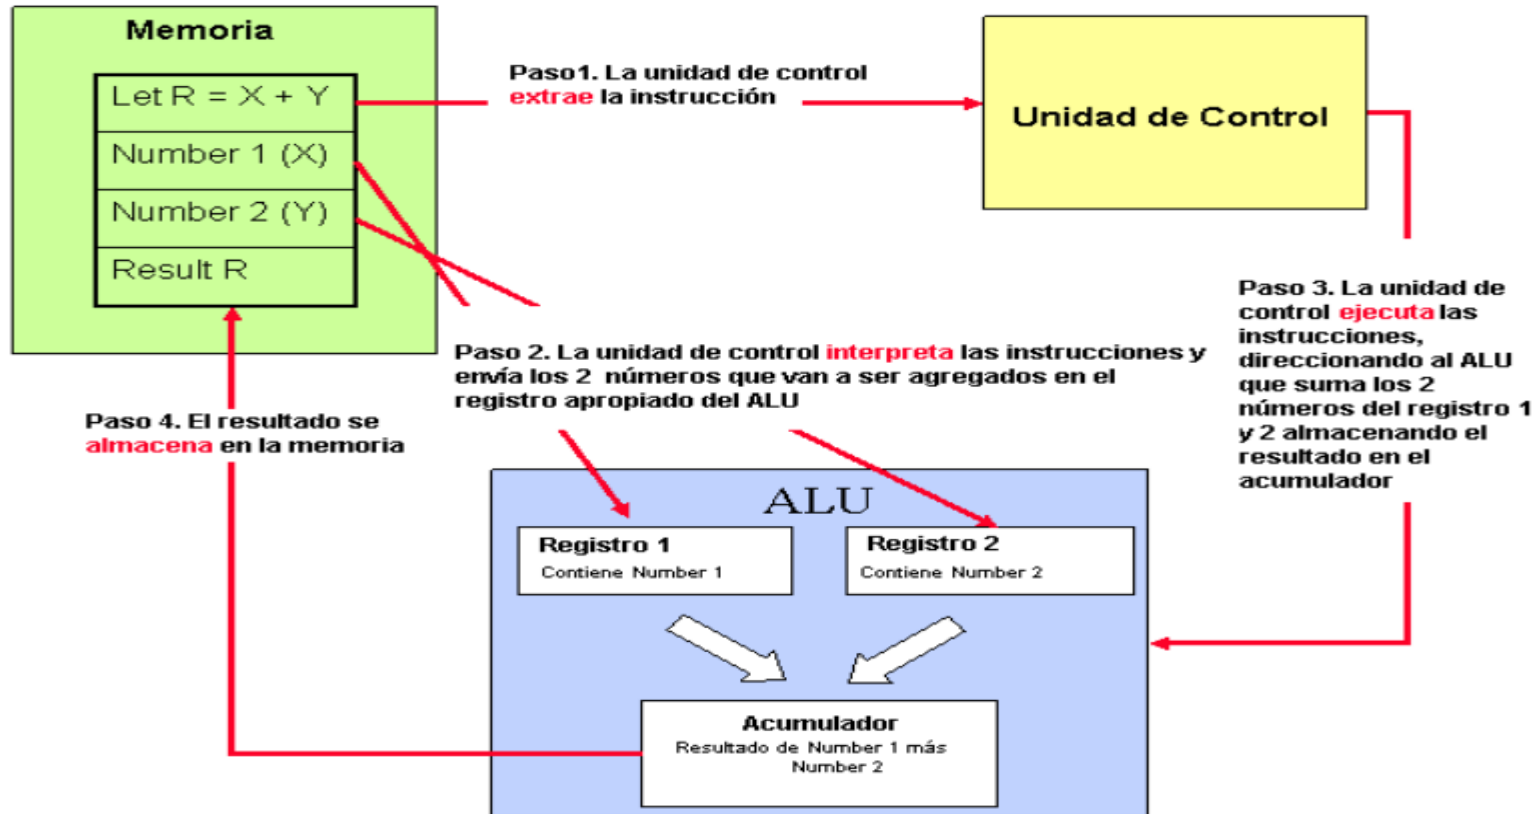 Memoria
Let R = X + Y
Number 1 (X)
Number 2 (Y)
Result R
Paso1. La unidad de control
extrae la instrucción
Unidad de Control
Paso 2. La unidad de control interpreta las instrucciones y
envía los 2 números que van a ser agregados en el
registro apropiado del ALU
Paso 3. La unidad de
control ejecuta las
instrucciones,
direccionando al ALU
que suma los 2
números del registro 1
y 2 almacenando el
resultado en el
acumulador
Paso 4. El resultado se
almacena en la memoria
ALU
Registro 1
Contiene Number 1
Registro 2
Contiene Number 2
Acumulador
Resultado de Number 1 más
Number 2